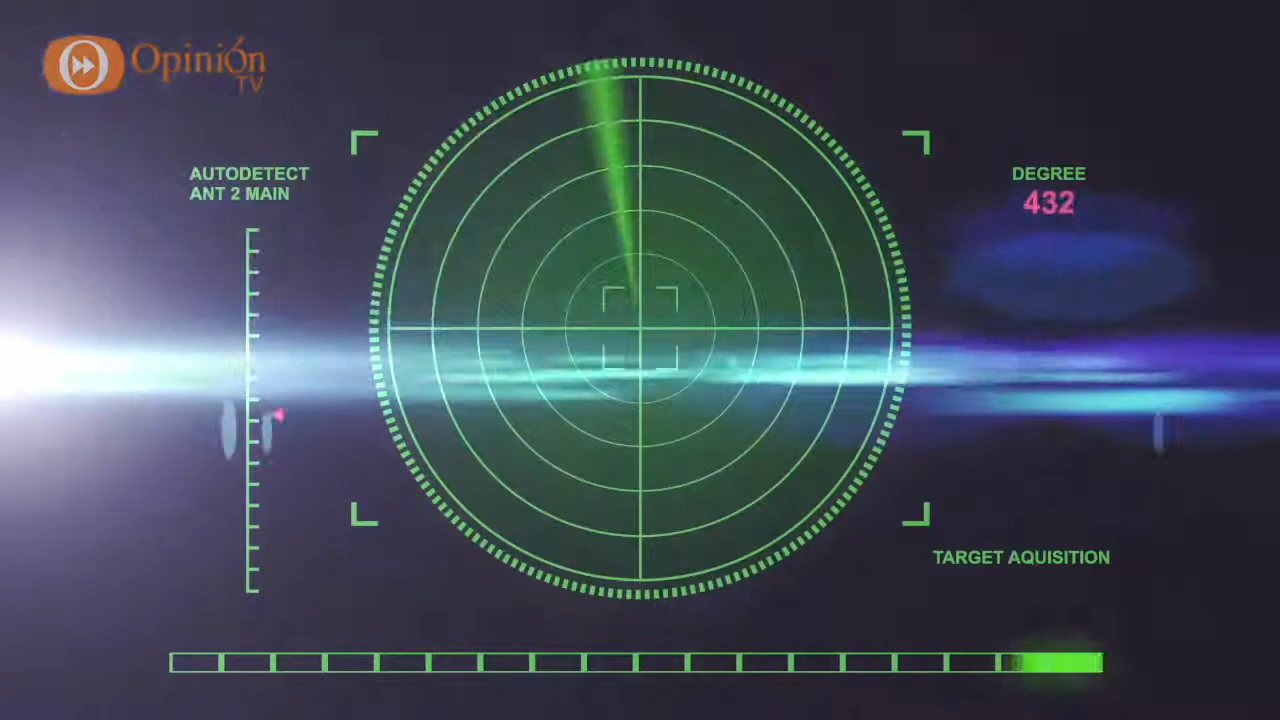 Opinión
TV
AUTODETECT
ANT 2 MAIN
DEGREE
432
TARGET AQUISITION